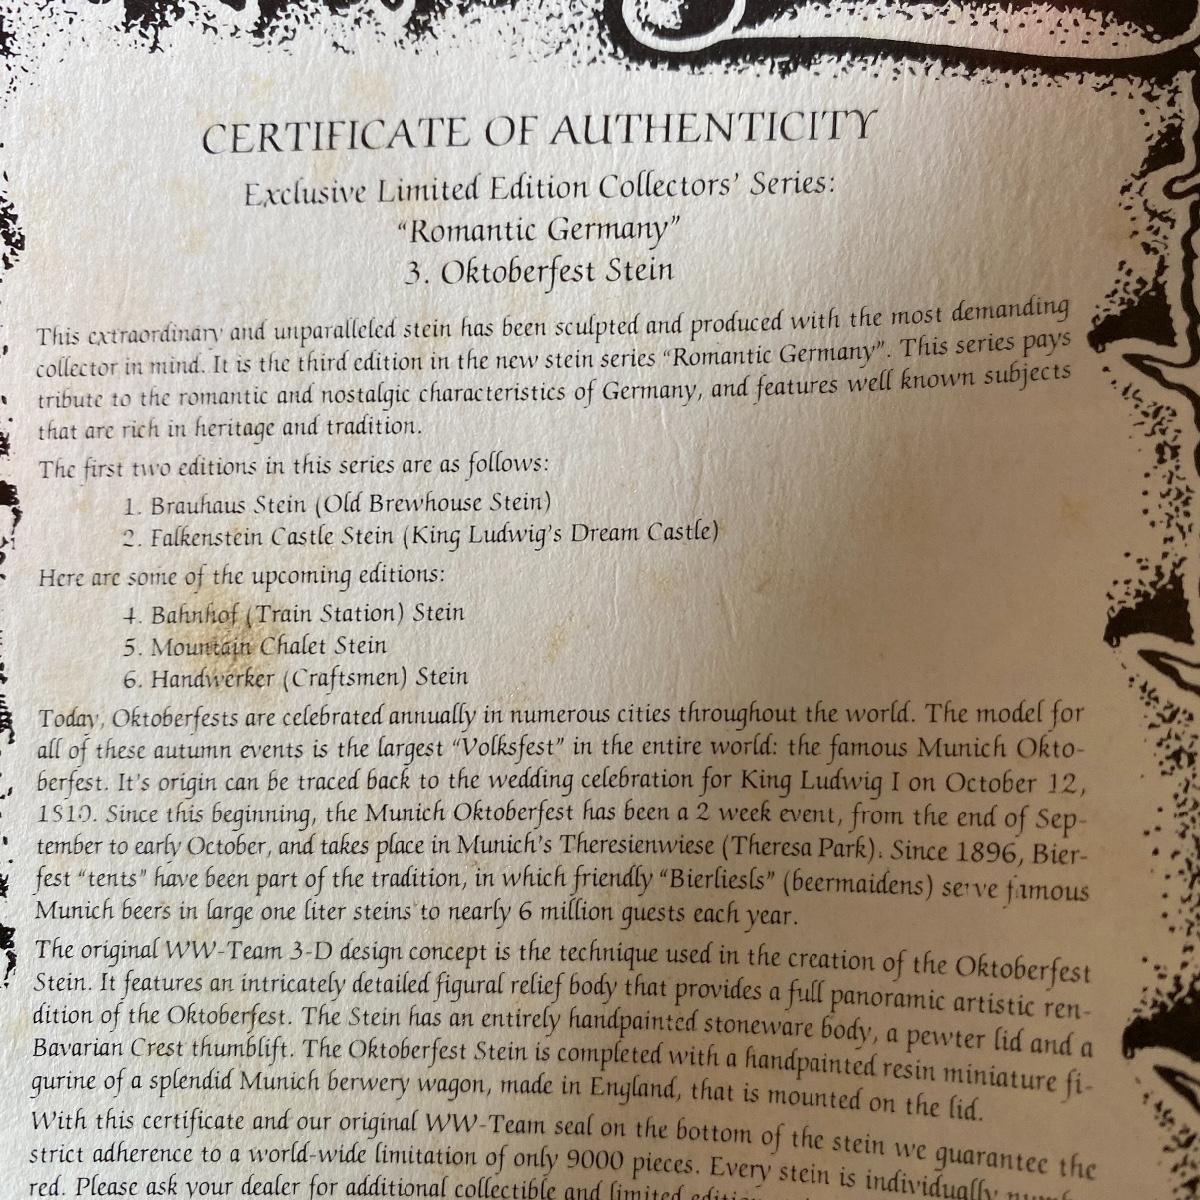 CERTIFICATE OF AUTHENTICITY
Exclusive Limited Edition Collectors' Series:
"Romantic Germany"
3. Oktoberfest Stein
This extraordinary and unparalleled stein has been sculpted and produced with the most demanding
collector in mind. It is the third edition in the new stein series "Romantic Germany". This series pays
tribute to the romantic and nostalgic characteristics of Germany, and features well known subjects
that are rich in heritage and tradition.
The first two editions in this series are as follows:
1. Brauhaus Stein (Old Brewhouse Stein)
2. Falkenstein Castle Stein (King Ludwig's Dream Castle)
Here are some of the upcoming editions:
4. Bahnhof (Train Station) Stein
5. Mountain Chalet Stein
6. Handwerker (Craftsmen) Stein
Today, Oktoberfests are celebrated annually in numerous cities throughout the world. The model for
all of these autumn events is the largest "Volksfest" in the entire world: the famous Munich Okto-
berfest. It's origin can be traced back to the wedding celebration for King Ludwig I on October 12,
1810. Since this beginning, the Munich Oktoberfest has been a 2 week event, from the end of Sep-
tember to early October, and takes place in Munich's Theresienwiese (Theresa Park). Since 1896, Bier-
fest "tents" have been part of the tradition, in which friendly "Bierliesls" (beermaidens) serve famous
Munich beers in large one liter steins to nearly 6 million guests each year.
The original WW-Team 3-D design concept is the technique used in the creation of the Oktoberfest
Stein. It features an intricately detailed figural relief body that provides a full panoramic artistic ren-
dition of the Oktoberfest. The Stein has an entirely handpainted stoneware body, a pewter lid and a
Bavarian Crest thumblift. The Oktoberfest Stein is completed with a handpainted resin miniature fi-
gurine of a splendid Munich berwery wagon, made in England, that is mounted on the lid.
With this certificate and our original WW-Team seal on the bottom of the stein we guarantee the
strict adherence to a world-wide limitation of only 9000 pieces. Every stein is individually
red. Please ask your dealer for additional collectible and limited